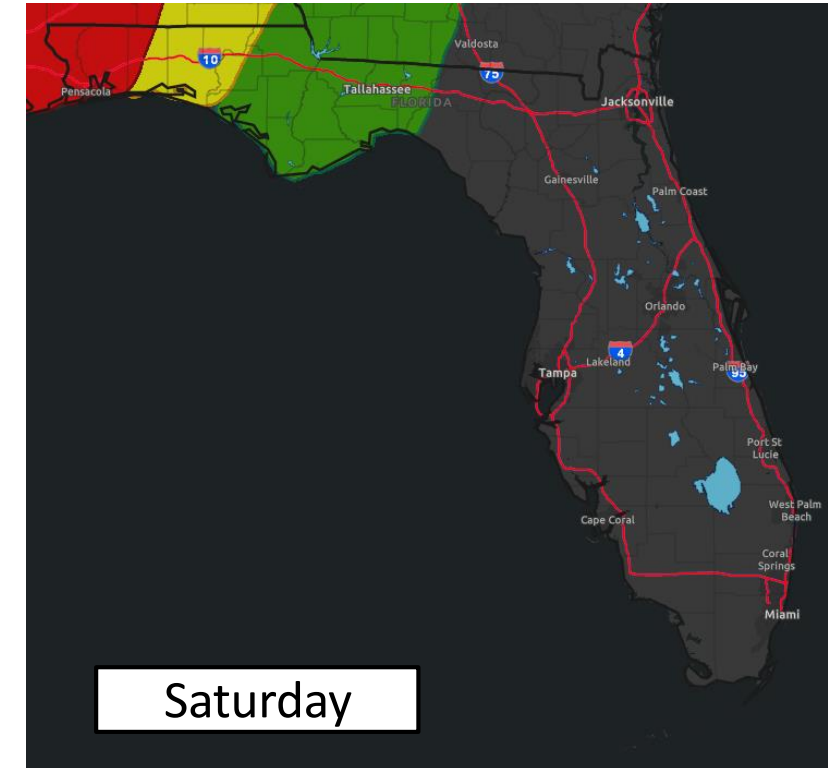 Valdosta
10
75
Pensacola
Tallahassee
FLORIDA
Jacksonville
Gainesville
Palm Coast
Orlando
4
Lakeland
Tampa
Palm Bay
95
Port St
Lucie
West Palm
Beach
Cape Coral
Coral
Springs
Miami
Saturday